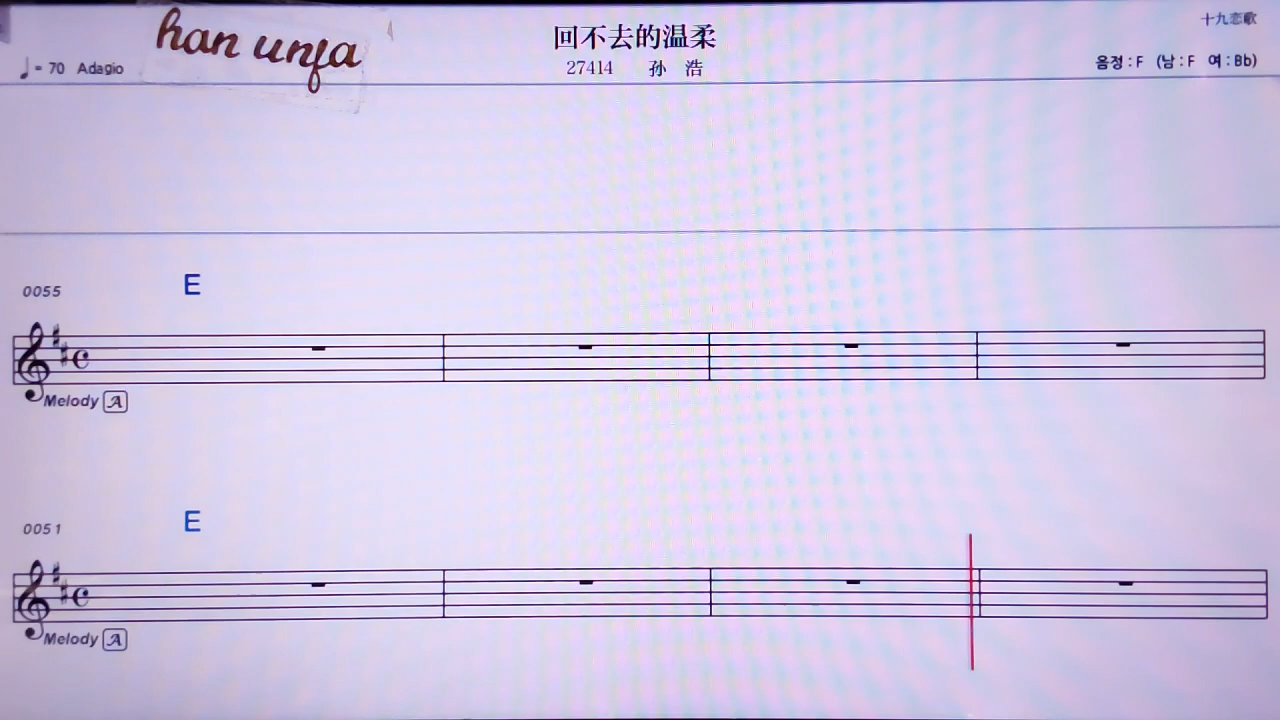 han unfa
回不去的温柔
十九恋歌
♩= 70 Adagio
27414 孙 浩
음정 : F (남 : F 여 : Bb)
0055 E
Melody A
0051 E
Melody A